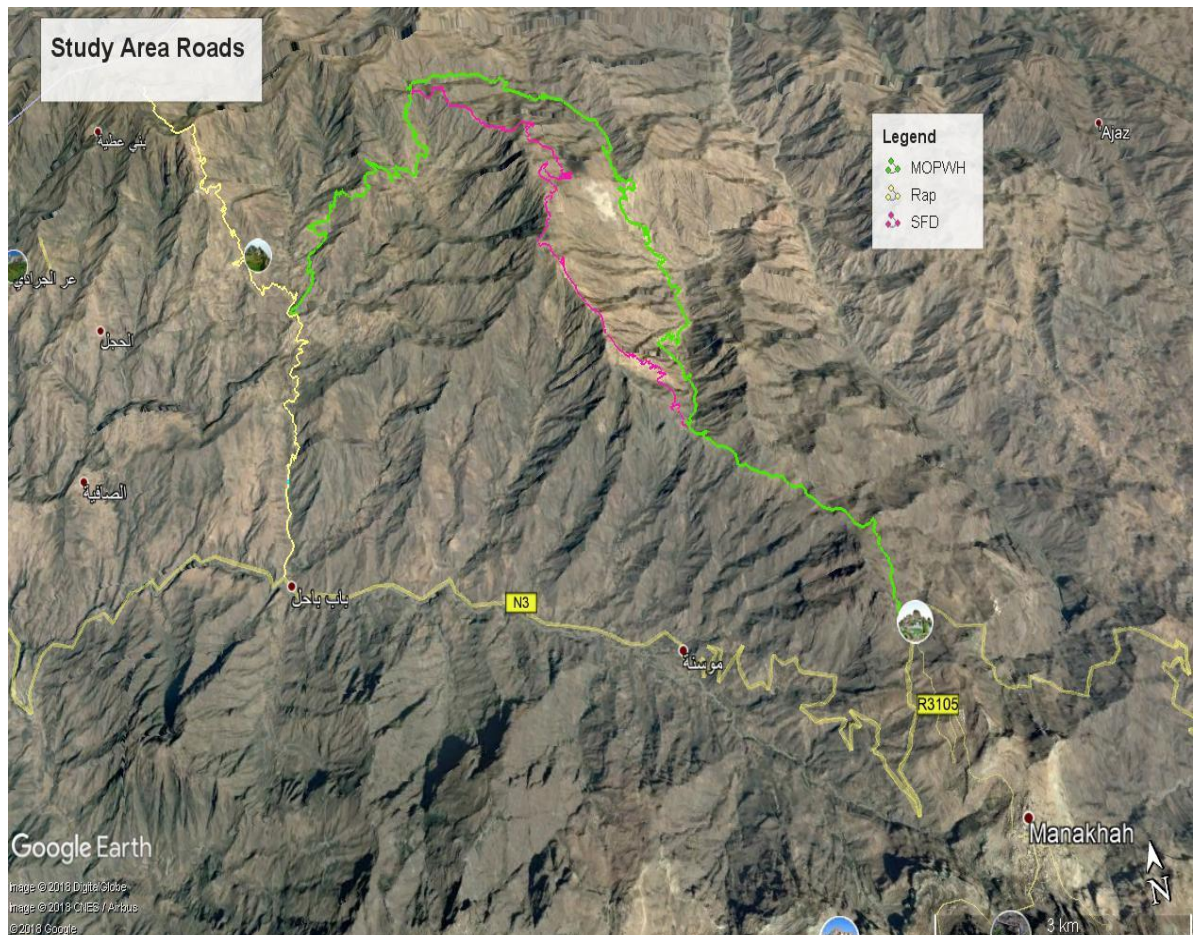 Study Area Roads
Legend
MOPWH
Rap
SFD
Ajaz
بني عطية
عر الجرادي
الحجل
الصافية
باب باحل
N3
موسنة
R3105
Manakhah
Google Earth
Image © 2018 DigitalGlobe
Image © 2018 CNES / Airbus
© 2018 Google
N
3 km